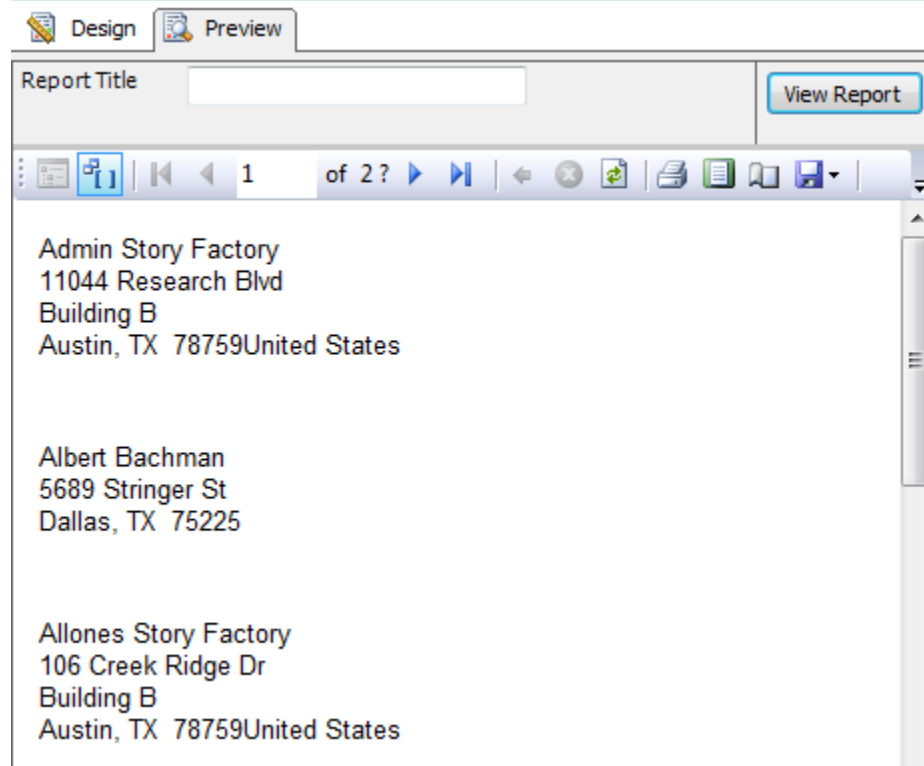 Design Preview
Report Title
View Report
1 of 2 ?
Admin Story Factory
11044 Research Blvd
Building B
Austin, TX  78759United States
Albert Bachman
5689 Stringer St
Dallas, TX  75225
Allones Story Factory
106 Creek Ridge Dr
Building B
Austin, TX  78759United States